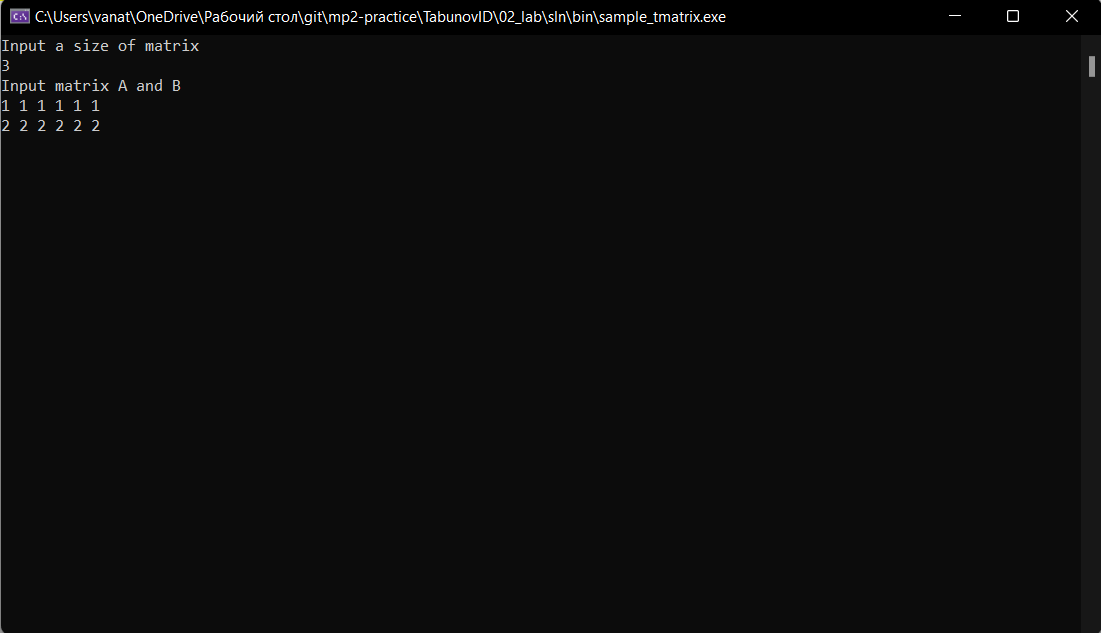 C:\Users\vanat\OneDrive\Рабочий стол\git\mp2-practice\TabunovID\02_lab\sln\bin\sample_tmatrix.exe
Input a size of matrix
3
Input matrix A and B
1 1 1 1 1 1
2 2 2 2 2 2